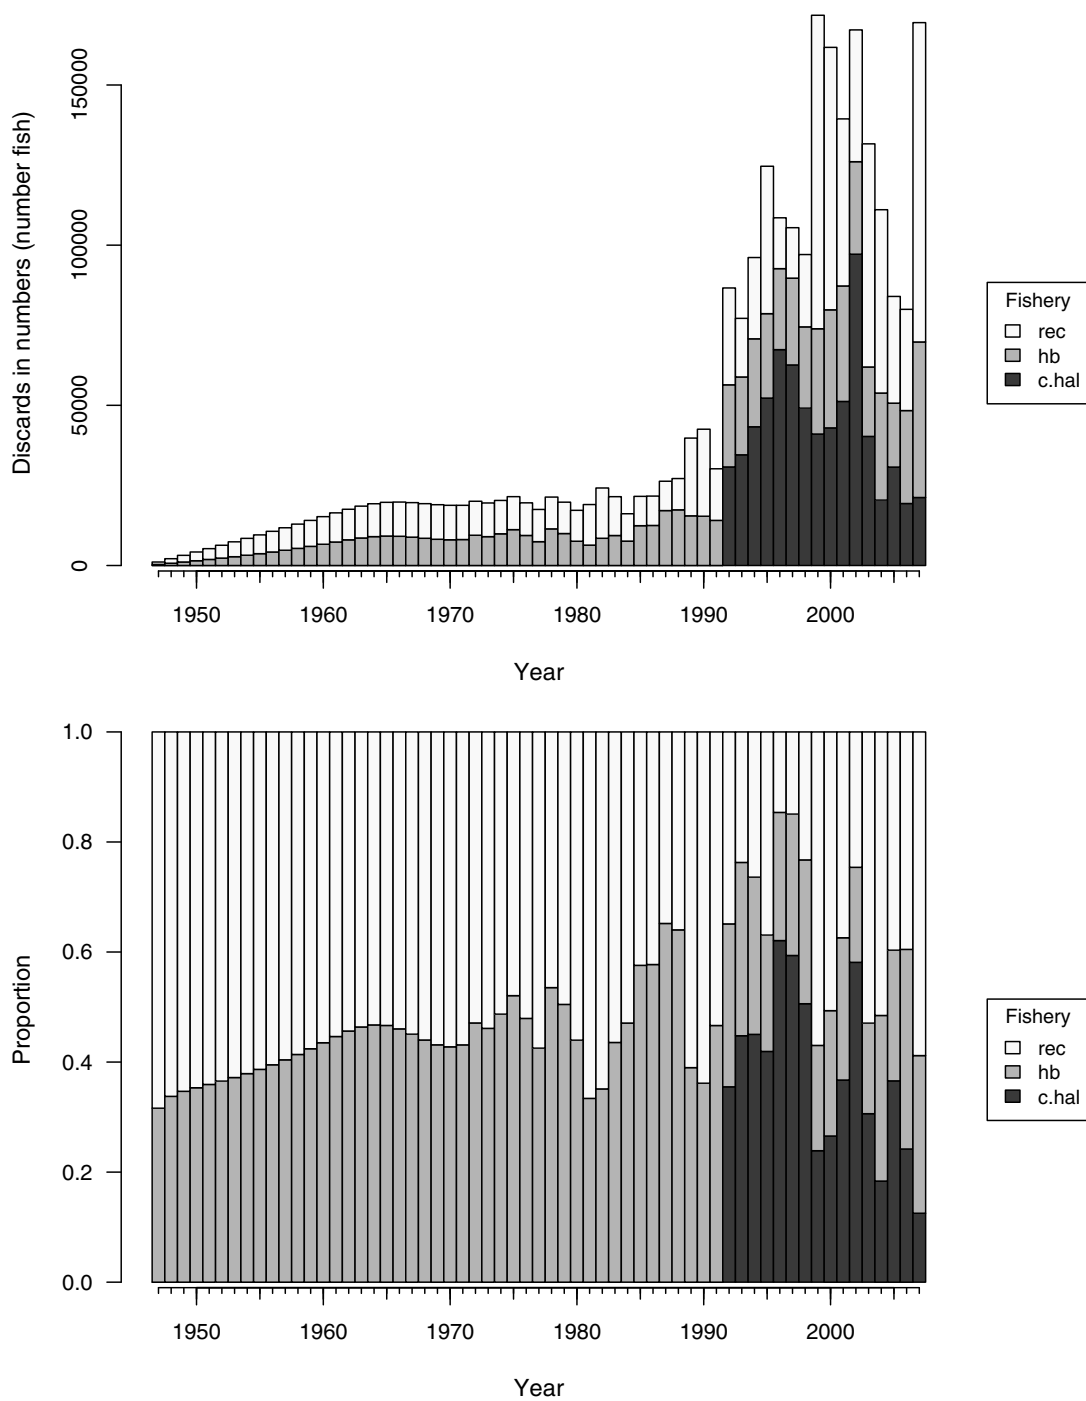 Discards in numbers (number fish)
150000
100000
50000
0
1950 1960 1970 1980 1990 2000
Year
Fishery
rec
hb
c.hal
Proportion
1.0
0.8
0.6
0.4
0.2
0.0
1950 1960 1970 1980 1990 2000
Year
Fishery
rec
hb
c.hal